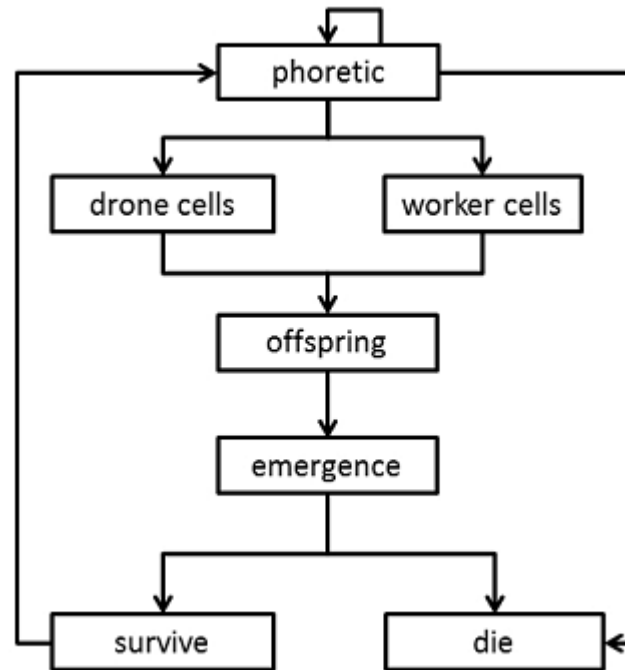 phoretic
drone cells
worker cells
offspring
emergence
survive
die